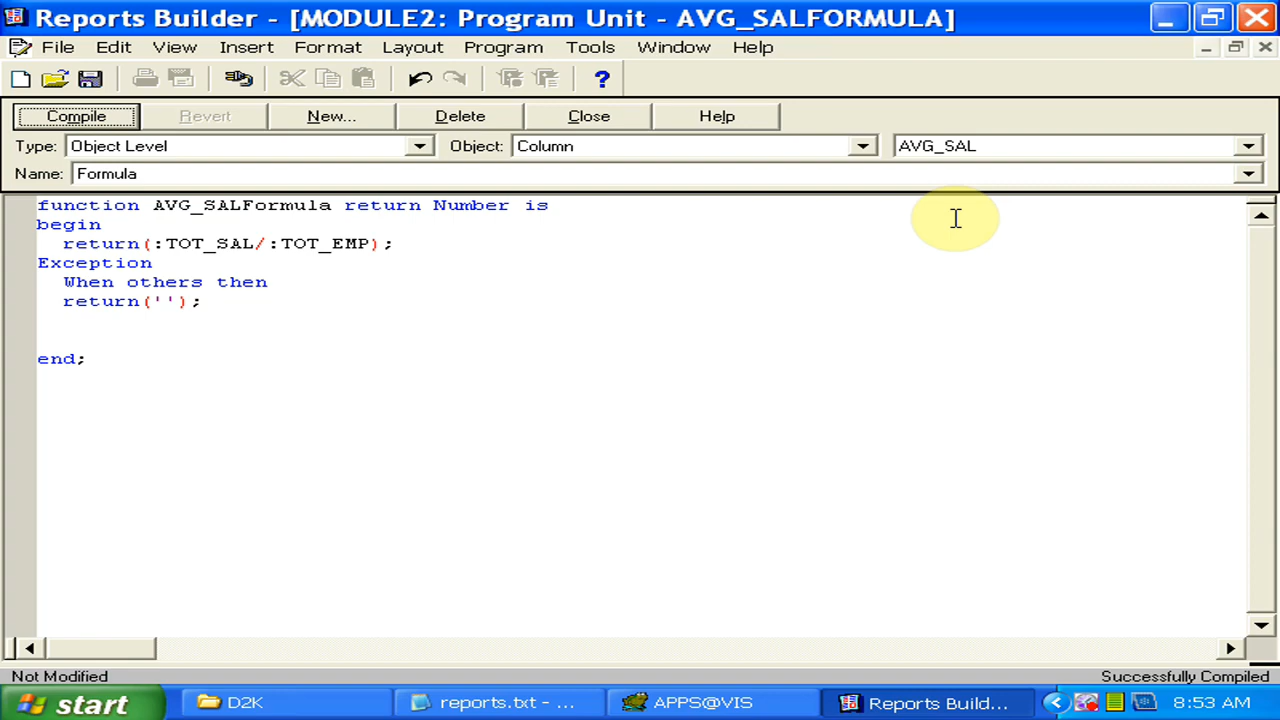 Reports Builder - [MODULE2: Program Unit - AVG_SALFORMULA]
File Edit View Insert Format Layout Program Tools Window Help
Compile Revert New... Delete Close Help
Type: Object Level Object: Column AVG_SAL
Name: Formula
function AVG_SALFormula return Number is
begin
return(:TOT_SAL/:TOT_EMP);
Exception
When others then
return('');
end;
Not Modified Successfully Compiled
start D2K reports.txt - ... APPS@VIS Reports Build... 8:53 AM